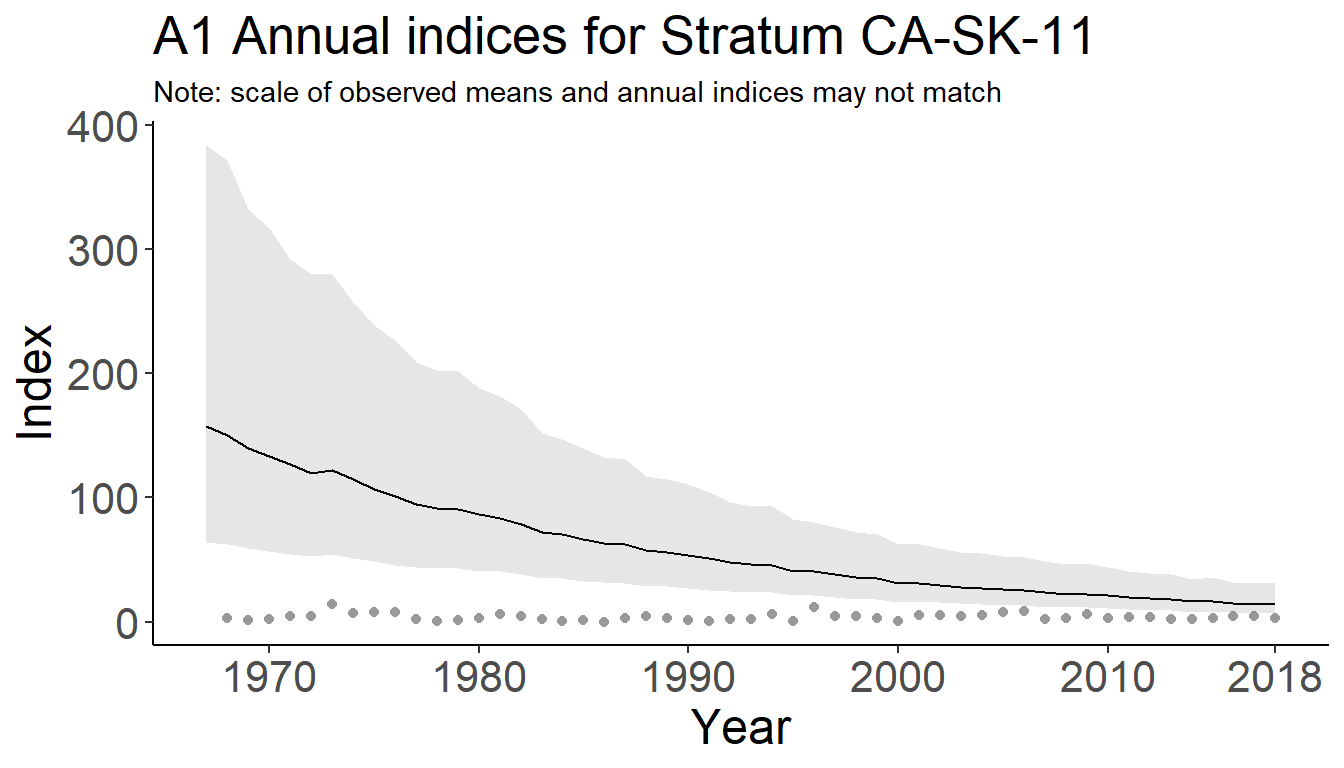 A1 Annual indices for Stratum CA-SK-11
Note: scale of observed means and annual indices may not match
400
300
200
100
0
Index
1970 1980 1990 2000 2010 2018
Year